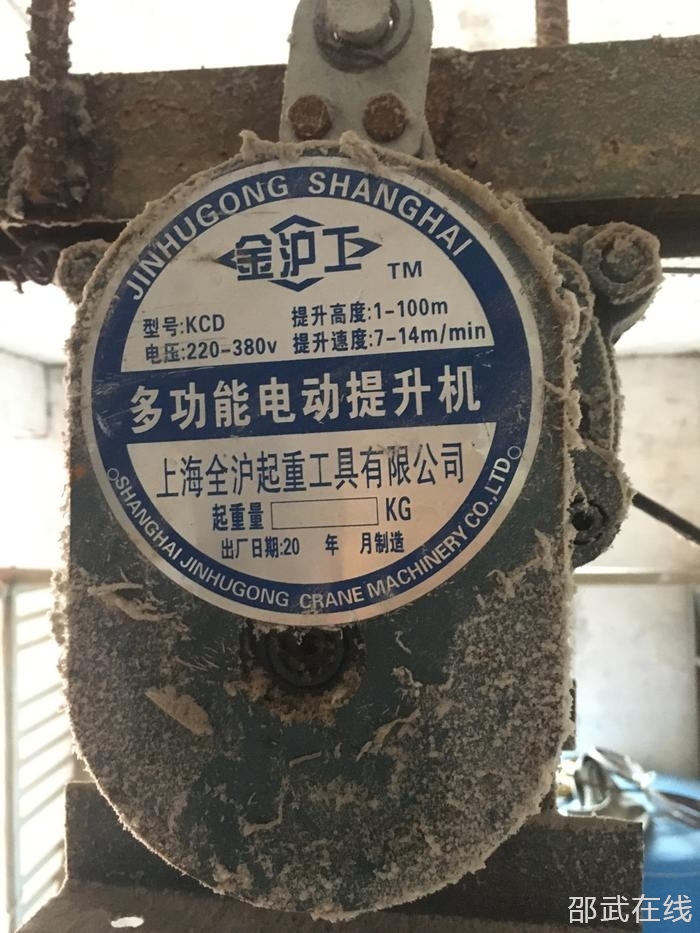 JINHUGONG SHANGHAI
金沪工
TM
型号:KCD 提升高度:1-100m
电压:220-380v 提升速度:7-14m/min
多功能电动提升机
上海全沪起重工具有限公司
起重量 KG
出厂日期:20 年 月制造
SHANGHAI JINHUGONG CRANE MACHINERY CO.,LTD
邵武在线